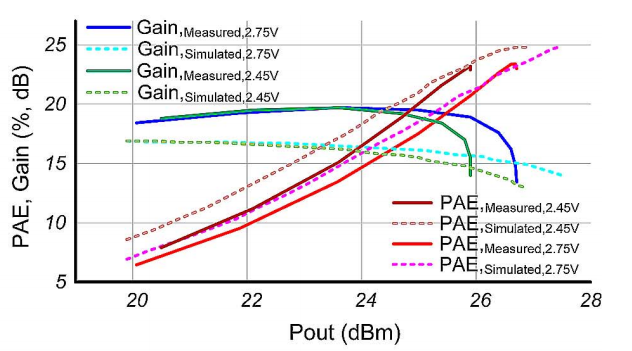 Gain,Measured,2.75V
Gain,Simulated,2.75V
Gain,Measured,2.45V
Gain,Simulated,2.45V
25
20
15
10
5
PAE, Gain (%, dB)
PAE,Measured,2.45V
PAE,Simulated,2.45V
PAE,Measured,2.75V
PAE,Simulated,2.75V
20 22 24 26 28
Pout (dBm)